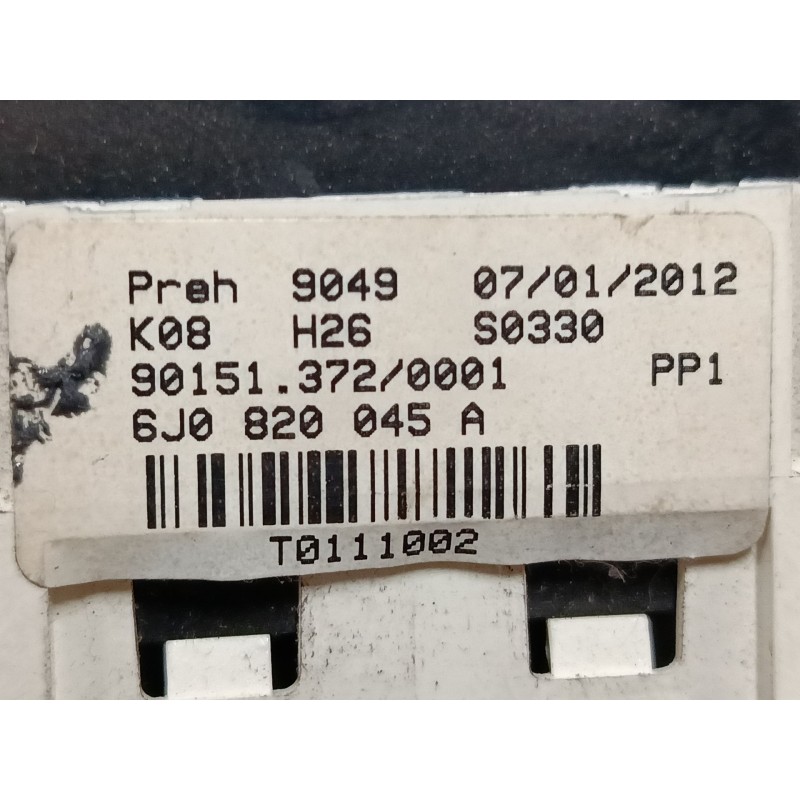 Preh 9049 07/01/2012
K08 H26 S0330
90151.372/0001 PP1
6J0 820 045 A
T0111002